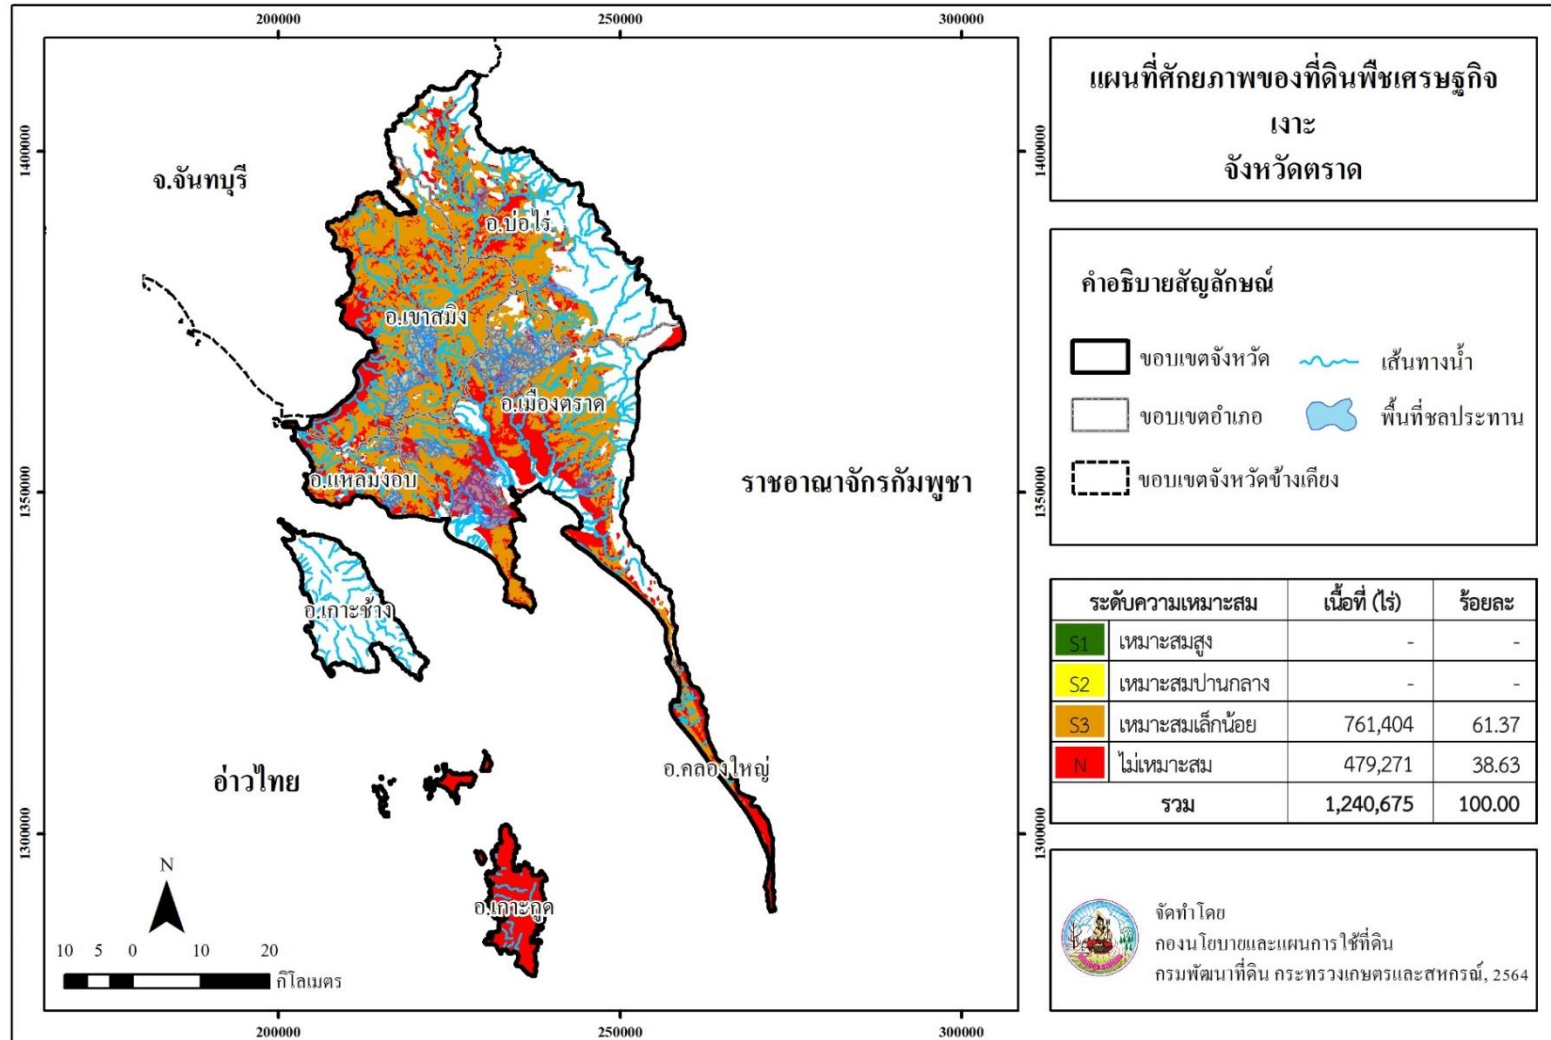 200000 250000 300000
แผนที่ศักยภาพของที่ดินพืชเศรษฐกิจ
เงาะ
จังหวัดตราด
1400000 1400000
จ.จันทบุรี
อ.บ่อไร่
อ.เขาสมิง
อ.เมืองตราด
อ.แหลมงอบ
1350000 1350000
ราชอาณาจักรกัมพูชา
อ.เกาะช้าง
อ่าวไทย
อ.คลองใหญ่
1300000 1300000
อ.เกาะกูด
N
10 5 0 10 20
กิโลเมตร
200000 250000 300000
คำอธิบายสัญลักษณ์
ขอบเขตจังหวัด เส้นทางน้ำ
ขอบเขตอำเภอ พื้นที่ชลประทาน
ขอบเขตจังหวัดข้างเคียง
ระดับความเหมาะสม เนื้อที่ (ไร่) ร้อยละ
S1 เหมาะสมสูง - -
S2 เหมาะสมปานกลาง - -
S3 เหมาะสมเล็กน้อย 761,404 61.37
N ไม่เหมาะสม 479,271 38.63
รวม 1,240,675 100.00
จัดทำโดย
กองนโยบายและแผนการใช้ที่ดิน
กรมพัฒนาที่ดิน กระทรวงเกษตรและสหกรณ์, 2564